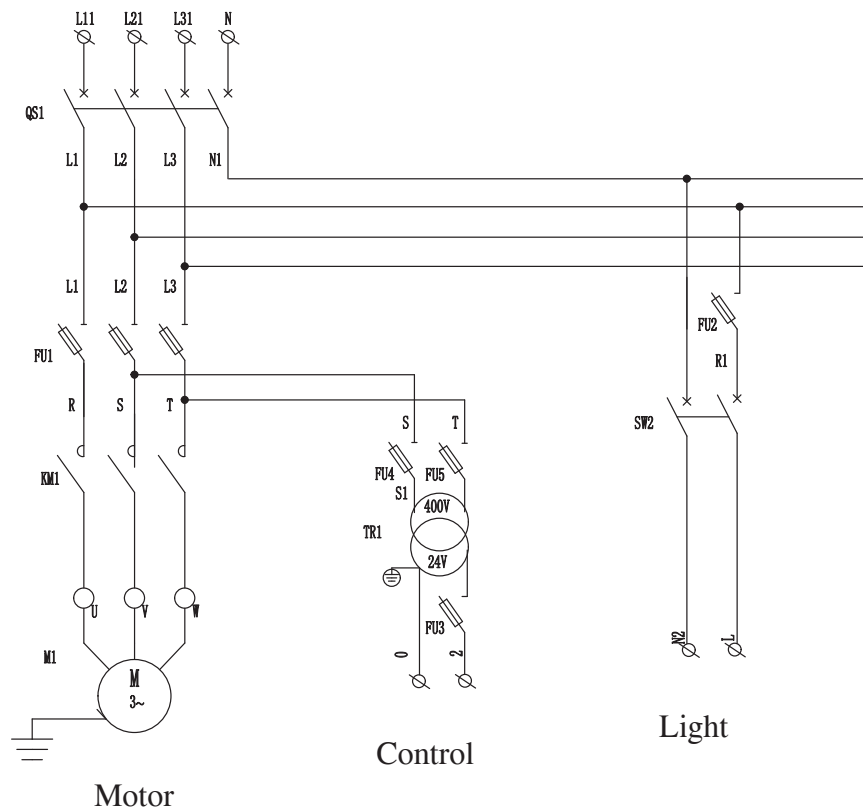 L11 L21 L31 N
QS1
L1 L2 L3 N1
L1 L2 L3
FU1
FU2
R1
R S T
S T
SW2
KM1
FU4 FU5
S1
400V
TR1
24V
U V W
FU3
M1
0 2
N2 L
M
3~
Light
Control
Motor